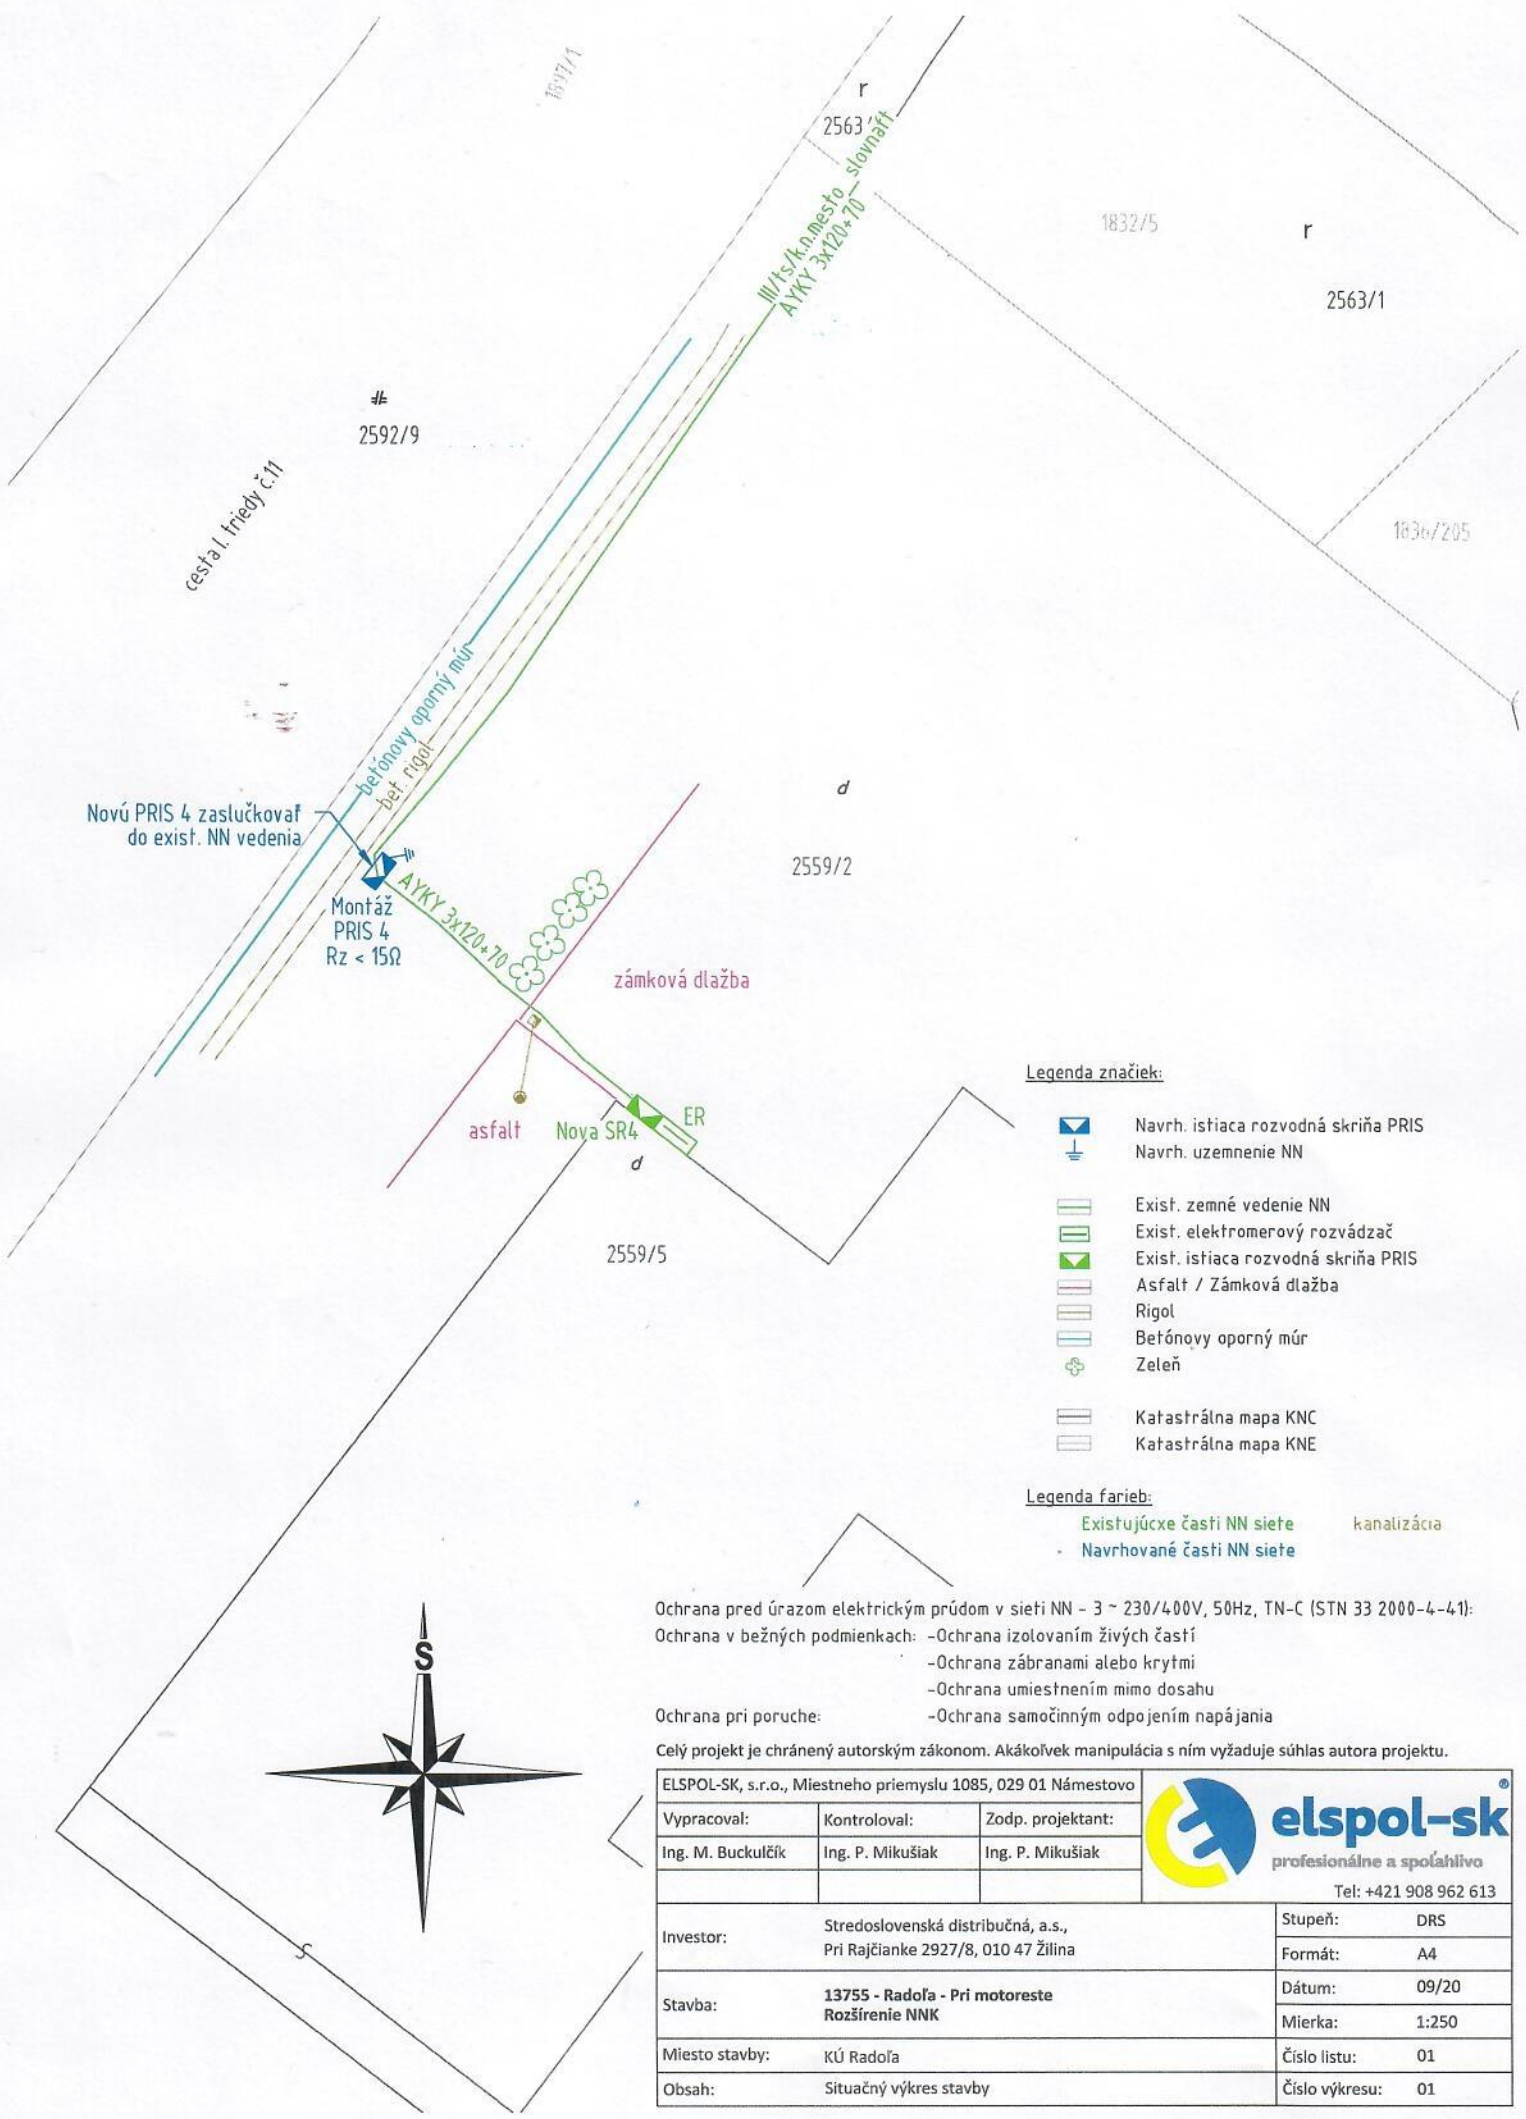 1897/1
r
2563
III/ts/k.n.mesto slovnaft
AYKY 3x120+70
1832/5
r
2563/1
2592/9
cesta I. triedy č.11
1836/205
betónovy oporný múr
bet. rigol
Novú PRIS 4 zaslučkovať
do exist. NN vedenia
d
2559/2
AYKY 3x120+70
Montáž
PRIS 4
Rz < 15Ω
zámková dlažba
asfalt
Nova SR4
ER
d
2559/5
Legenda značiek:
Navrh. istiaca rozvodná skriňa PRIS
Navrh. uzemnenie NN
Exist. zemné vedenie NN
Exist. elektromerový rozvádzač
Exist. istiaca rozvodná skriňa PRIS
Asfalt / Zámková dlažba
Rigol
Betónovy oporný múr
Zeleň
Katastrálna mapa KNC
Katastrálna mapa KNE
Legenda farieb:
Existujúcxe časti NN siete kanalizácia
Navrhované časti NN siete
Ochrana pred úrazom elektrickým prúdom v sieti NN - 3 ~ 230/400V, 50Hz, TN-C (STN 33 2000-4-41):
Ochrana v bežných podmienkach: -Ochrana izolovaním živých častí
-Ochrana zábranami alebo krytmi
-Ochrana umiestnením mimo dosahu
Ochrana pri poruche: -Ochrana samočinným odpojením napájania
S
Celý projekt je chránený autorským zákonom. Akákoľvek manipulácia s ním vyžaduje súhlas autora projektu.
ELSPOL-SK, s.r.o., Miestneho priemyslu 1085, 029 01 Námestovo
Vypracoval: Kontroloval: Zodp. projektant:
Ing. M. Buckulčík Ing. P. Mikušiak Ing. P. Mikušiak
elspol-sk®
profesionálne a spoľahlivo
Tel: +421 908 962 613
Investor: Stredoslovenská distribučná, a.s.,
Pri Rajčianke 2927/8, 010 47 Žilina
Stupeň: DRS
Formát: A4
Stavba: 13755 - Radoľa - Pri motoreste
Rozšírenie NNK
Dátum: 09/20
Mierka: 1:250
Miesto stavby: KÚ Radoľa
Číslo listu: 01
Obsah: Situačný výkres stavby
Číslo výkresu: 01